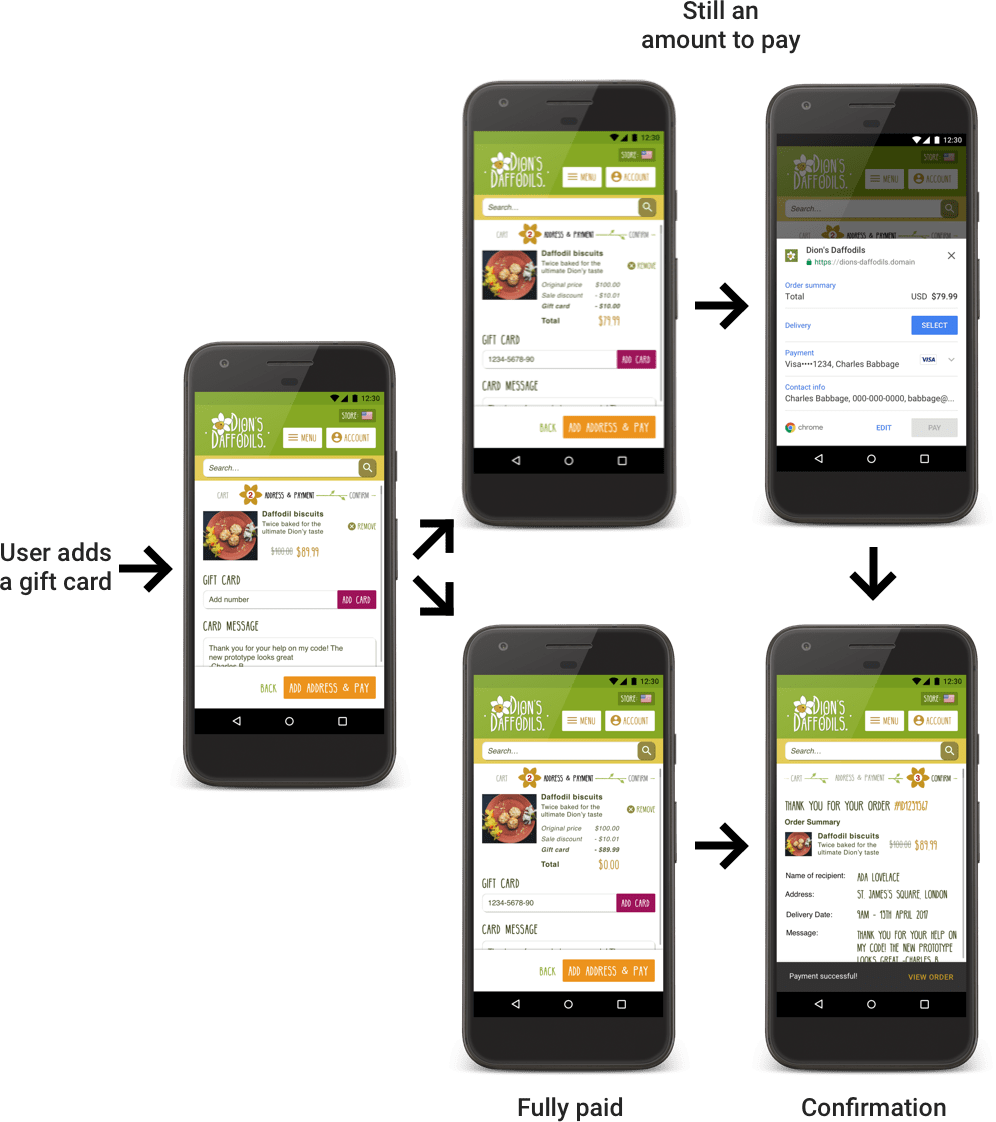 Still an
amount to pay
12:30
STORE:
DION'S
DAFFODILS.
MENU
ACCOUNT
Search...
CART
2
ADDRESS & PAYMENT
CONFIRM
Daffodil biscuits
Twice baked for the
ultimate Dion'y taste
REMOVE
Original price $100.00
Sale discount - $10.01
Gift card - $10.00
Total $79.99
GIFT CARD
1234-5678-90
ADD CARD
CARD MESSAGE
BACK
ADD ADDRESS & PAY
12:30
STORE:
DION'S
DAFFODILS.
MENU
ACCOUNT
Search...
CART
2
ADDRESS & PAYMENT
CONFIRM
Dion's Daffodils
https://dions-daffodils.domain
Order summary
Total USD $79.99
Delivery
SELECT
Payment
Visa••••1234, Charles Babbage
VISA
Contact info
Charles Babbage, 000-000-0000, babbage@...
chrome
EDIT
PAY
User adds
a gift card
12:30
STORE:
DION'S
DAFFODILS.
MENU
ACCOUNT
Search...
CART
2
ADDRESS & PAYMENT
CONFIRM
Daffodil biscuits
Twice baked for the
ultimate Dion'y taste
REMOVE
$100.00 $89.99
GIFT CARD
Add number
ADD CARD
CARD MESSAGE
Thank you for your help on my code! The
new prototype looks great
-Charles B
BACK
ADD ADDRESS & PAY
12:30
STORE:
DION'S
DAFFODILS.
MENU
ACCOUNT
Search...
CART
2
ADDRESS & PAYMENT
CONFIRM
Daffodil biscuits
Twice baked for the
ultimate Dion'y taste
REMOVE
Original price $100.00
Sale discount - $10.01
Gift card - $89.99
Total $0.00
GIFT CARD
1234-5678-90
ADD CARD
CARD MESSAGE
BACK
ADD ADDRESS & PAY
Fully paid
12:30
STORE:
DION'S
DAFFODILS.
MENU
ACCOUNT
Search...
CART
ADDRESS & PAYMENT
3
CONFIRM
THANK YOU FOR YOUR ORDER #ID1231567
Order Summary
Daffodil biscuits
Twice baked for the
ultimate Dion'y taste
$100.00 $89.99
Name of recipient: ADA LOVELACE
Address: ST. JAMES'S SQUARE, LONDON
Delivery Date: 9AM - 13TH APRIL 2017
Message: THANK YOU FOR YOUR HELP ON
MY CODE! THE NEW PROTOTYPE
LOOKS GREAT -CHARLES B
Payment successful!
VIEW ORDER
Confirmation